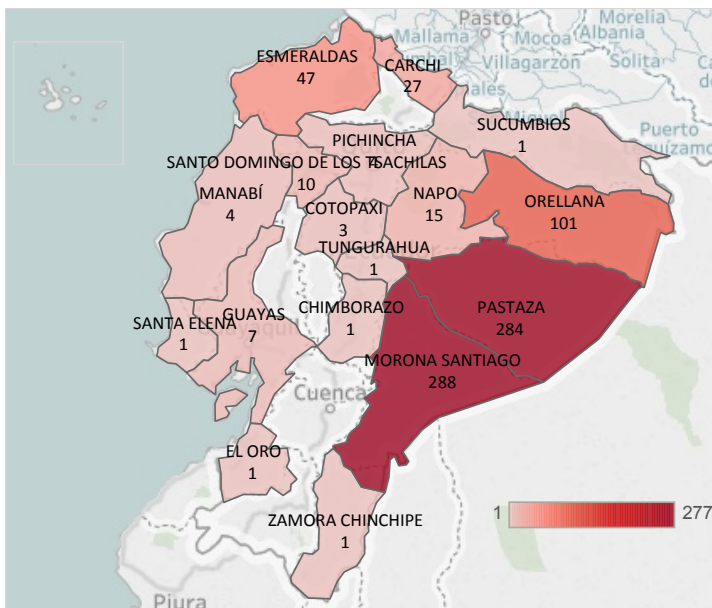 Pasto
Morelia
Mallama
Mocoa
Albania
Villagarzón
Solita
ESMERALDAS
47
CARCHI
27
SUCUMBIOS
1
Puerto
PICHINCHA
4
SANTO DOMINGO DE LOS TSACHILAS
10
MANABÍ
4
NAPO
15
ORELLANA
101
COTOPAXI
3
TUNGURAHUA
1
PASTAZA
284
CHIMBORAZO
1
GUAYAS
7
SANTA ELENA
1
MORONA SANTIAGO
288
Cuenca
EL ORO
1
ZAMORA CHINCHIPE
1
1
277
Piura